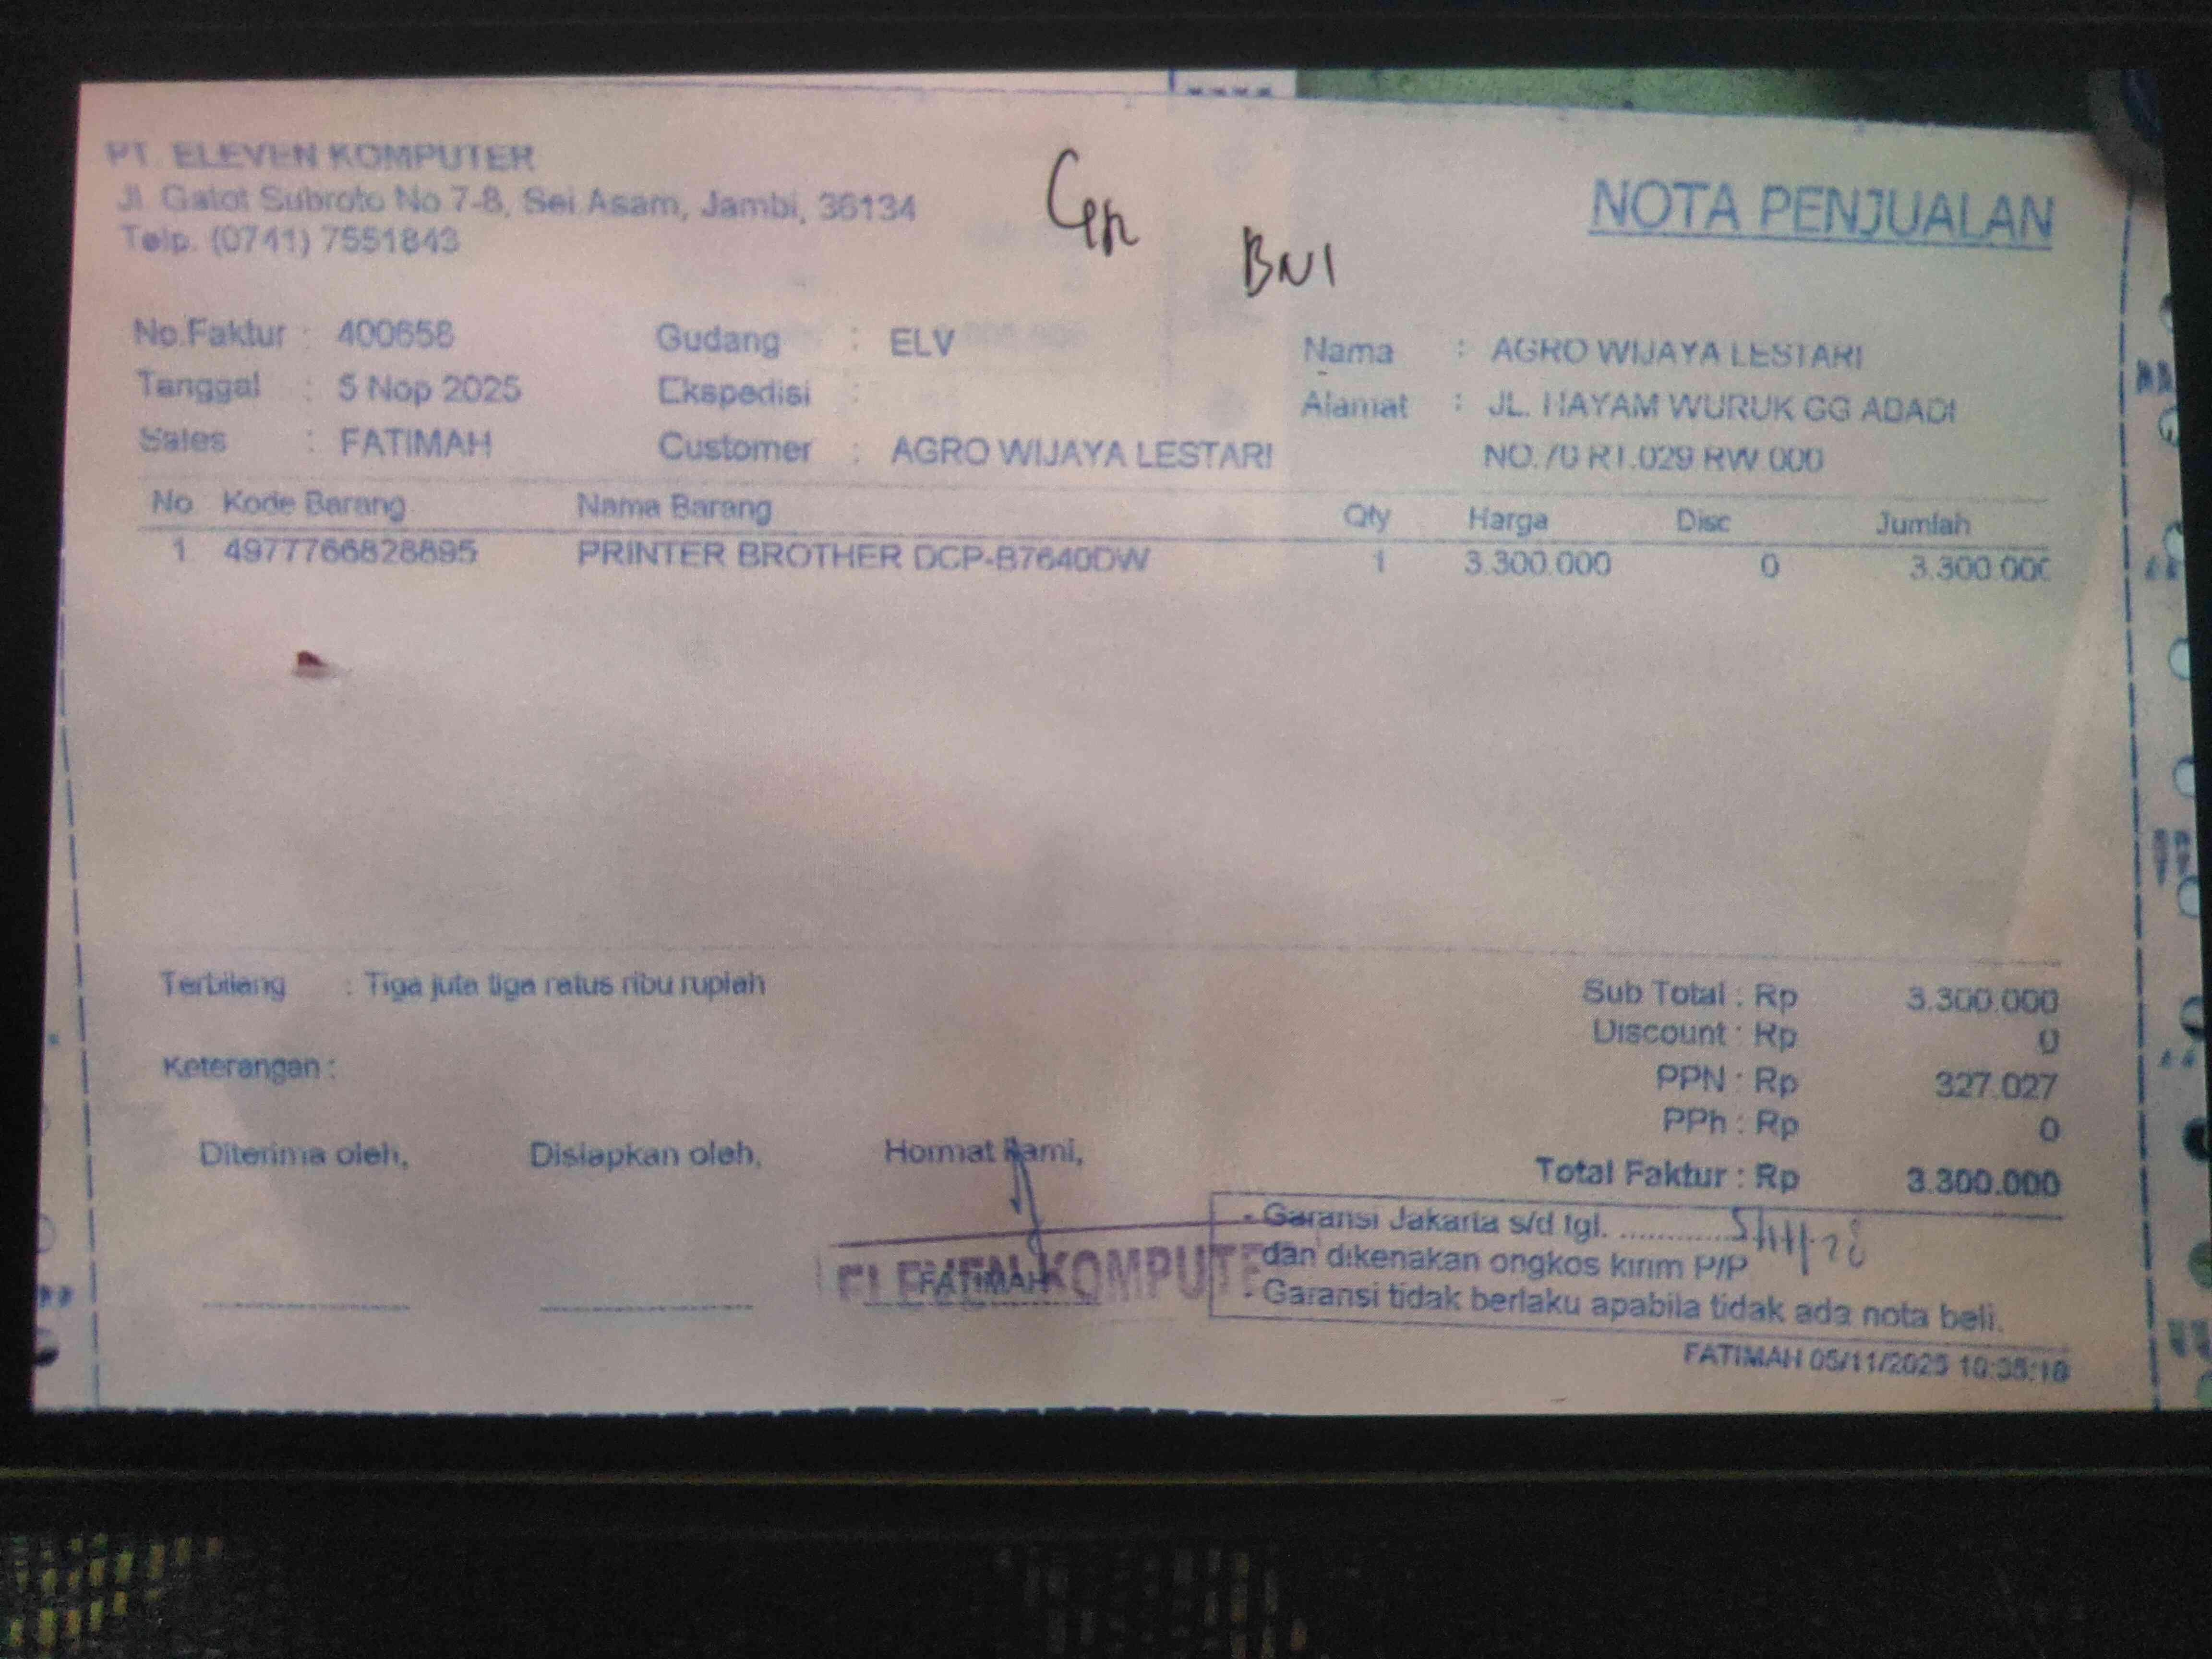 PT. ELEVEN KOMPUTER
Jl. Gatot Subroto No 7-8, Sei Asam, Jambi, 36134
Telp. (0741) 7551843
BNI
NOTA PENJUALAN
No.Faktur : 400658
Tanggal : 5 Nop 2025
Sales : FATIMAH
Gudang : ELV
Ekspedisi :
Customer : AGRO WIJAYA LESTARI
Nama : AGRO WIJAYA LESTARI
Alamat : JL. HAYAM WURUK GG ABADI
NO.70 RT.029 RW.000
No Kode Barang Nama Barang Qty Harga Disc Jumlah
1 4977766828895 PRINTER BROTHER DCP-B7640DW 1 3.300.000 0 3.300.000
Terbilang : Tiga juta tiga ratus ribu rupiah
Keterangan :
Sub Total : Rp 3.300.000
Discount : Rp 0
PPN : Rp 327.027
PPh : Rp 0
Total Faktur : Rp 3.300.000
Diterima oleh,
Disiapkan oleh,
Hormat Kami,
ELEVEN KOMPUTE
FATIMAH
- Garansi Jakarta s/d tgl. ............
dan dikenakan ongkos kirim P/P
- Garansi tidak berlaku apabila tidak ada nota beli.
FATIMAH 05/11/2025